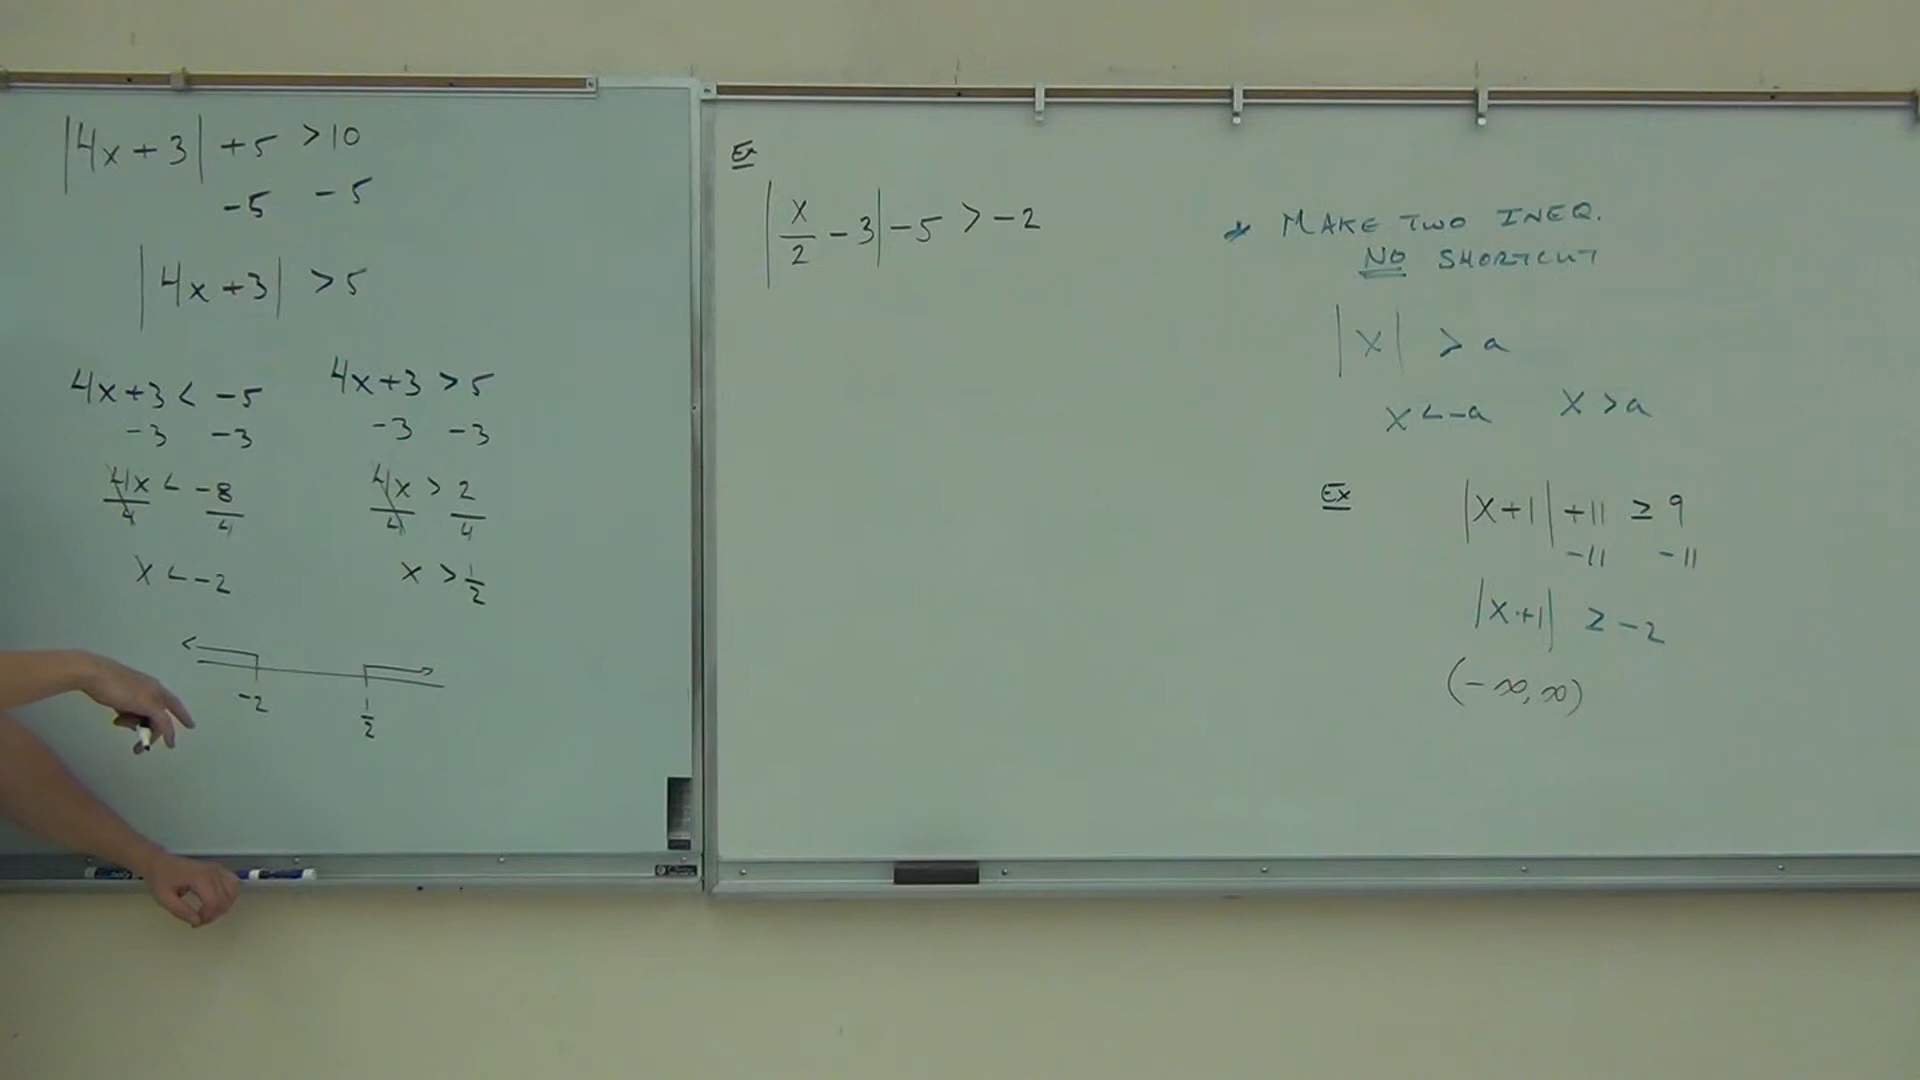 |4x+3| +5 >10
-5 -5
|4x+3| >5
4x+3 < -5
-3 -3
4x < -8
4 4
x < -2
4x+3 > 5
-3 -3
4x > 2
4 4
x > 1/2
-2 1/2
Ex
|x/2 - 3| - 5 > -2
* MAKE TWO INEQ.
NO SHORTCUT
|x| > a
x < -a x > a
Ex |x+1| +11 ≥ 9
-11 -11
|x+1| ≥ -2
(-∞, ∞)